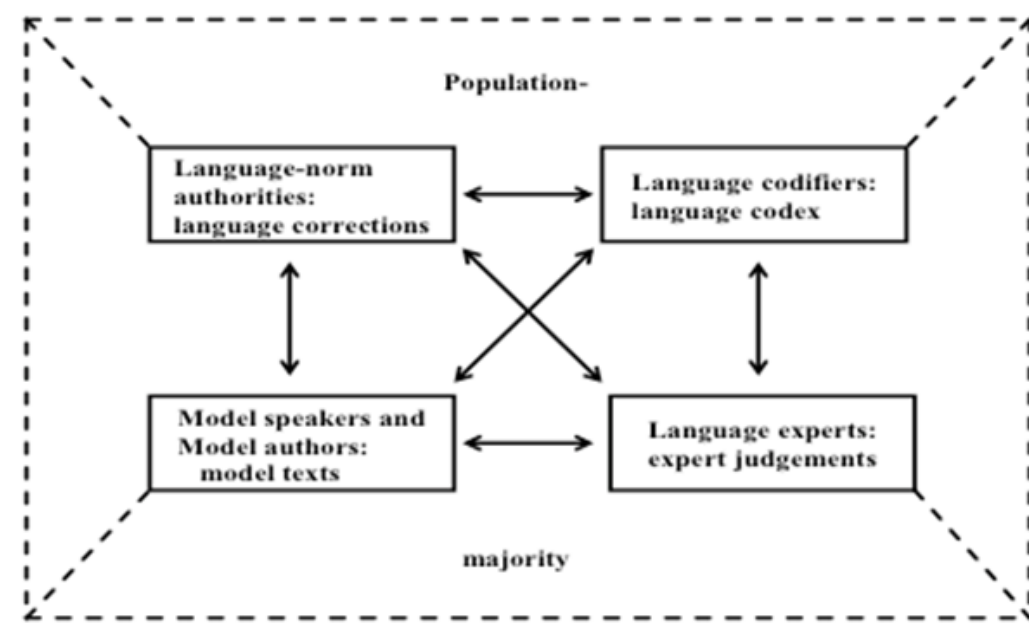 Population-
Language-norm
authorities:
language corrections
Language codifiers:
language codex
Model speakers and
Model authors:
model texts
Language experts:
expert judgements
majority